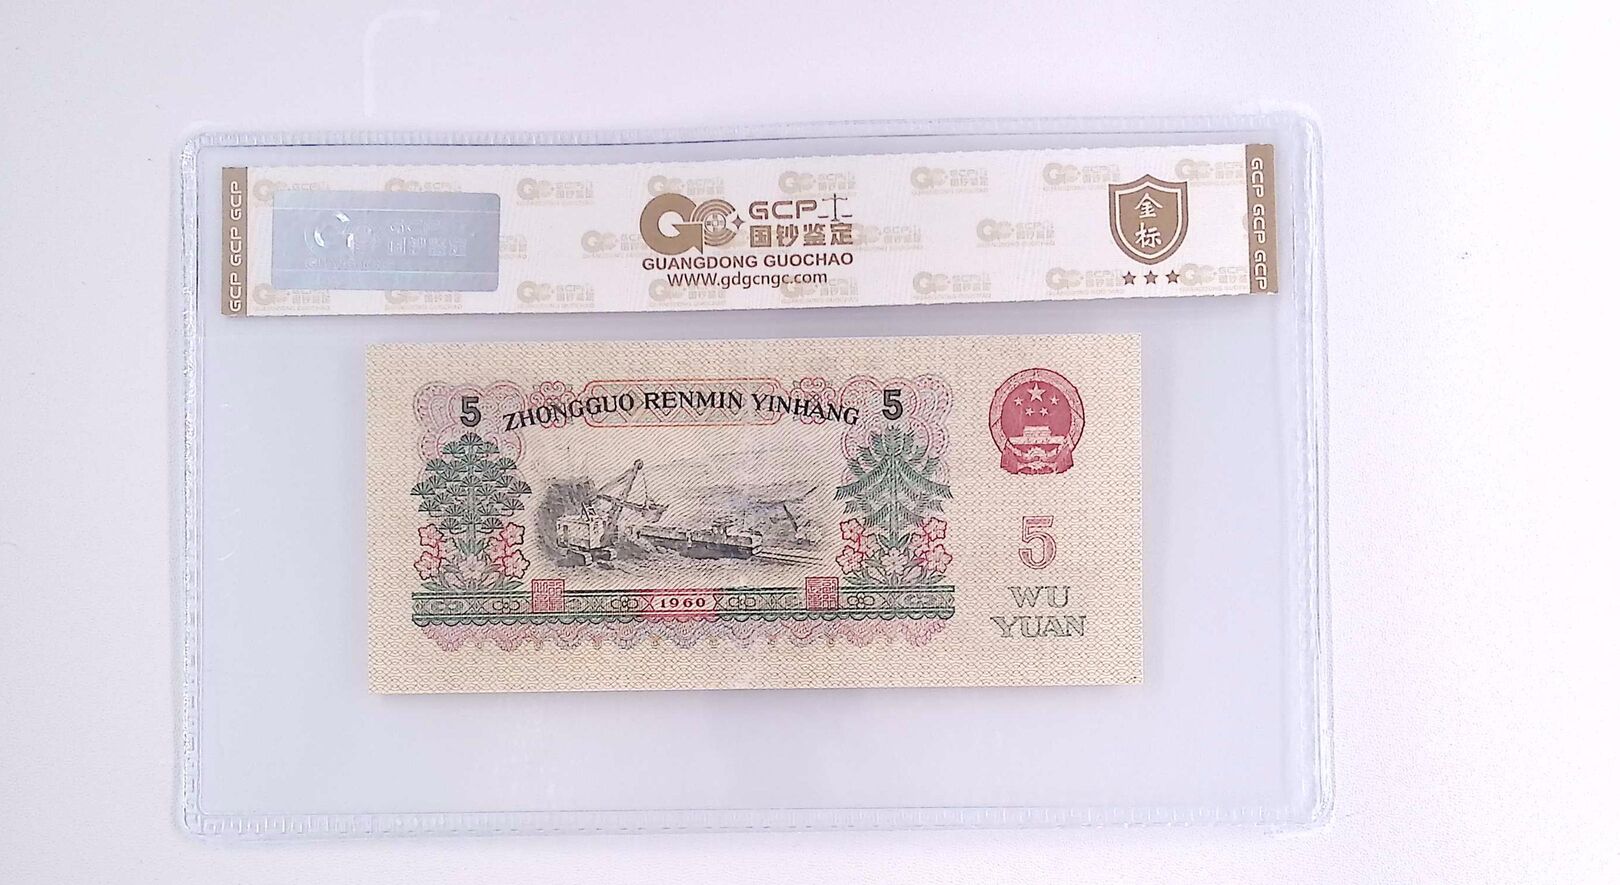 GCP GCP GCP
GCP
国钞鉴定
GUANGDONG GUOCHAO
WWW.gdgcngc.com
金标
GCP GCP GCP
5 ZHONGGUO RENMIN YINHANG 5
1960
5
WU
YUAN